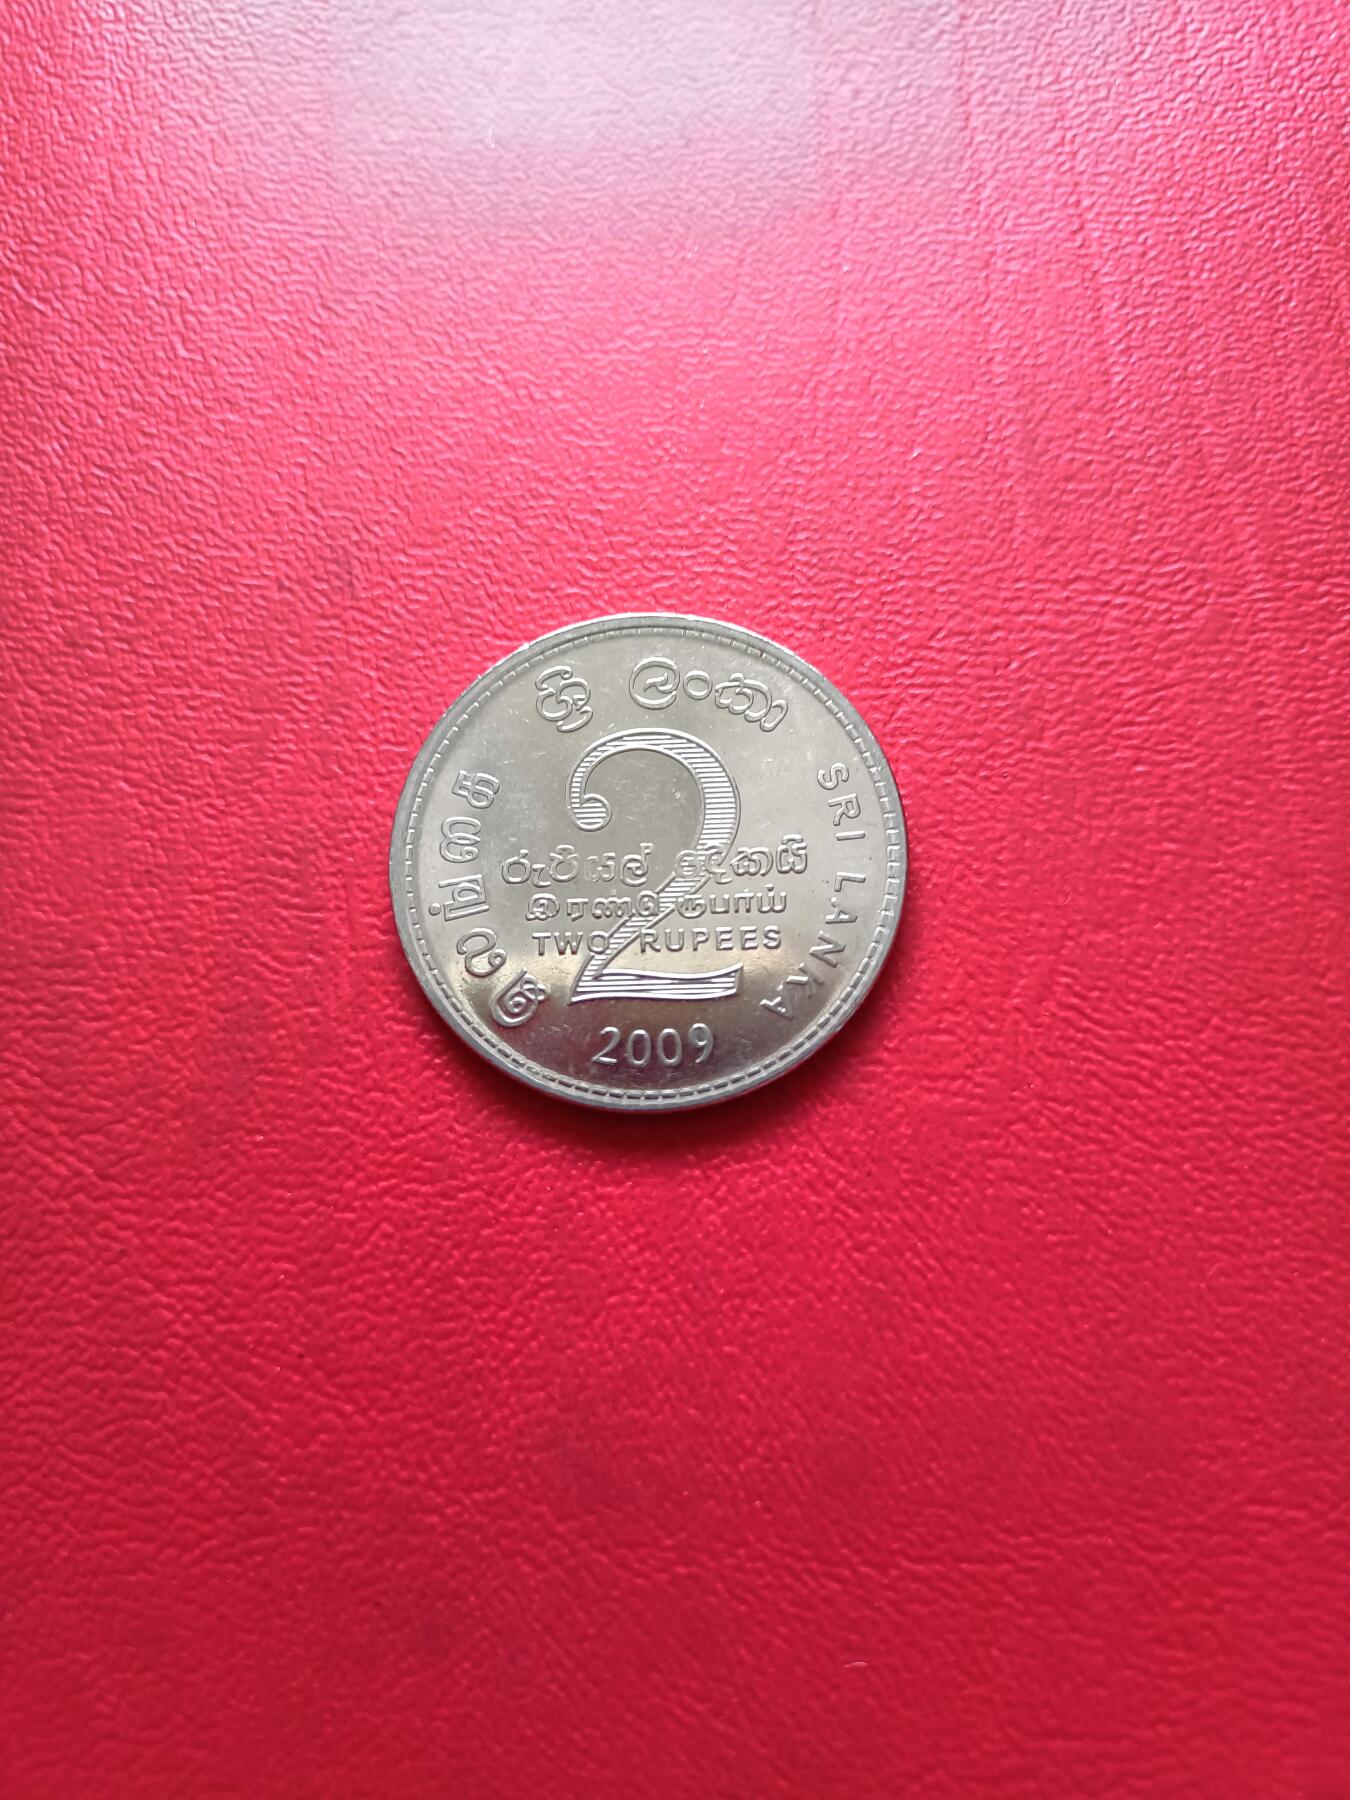 ශ්‍රී ලංකා
இலங்கை
SRI LANKA
2
රුපියල් දෙකයි
இரண்டு ரூபாய்
TWO RUPEES
2009